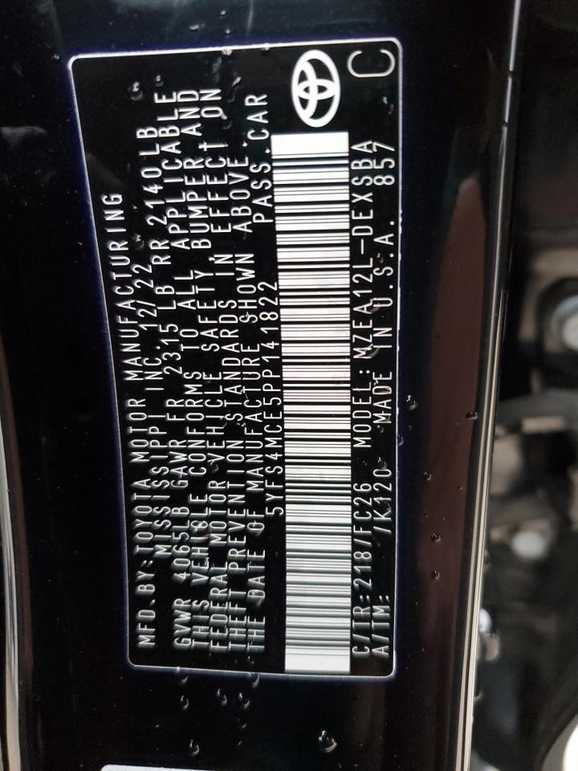 MFD.BY:TOYOTA MOTOR MANUFACTURING
MISSISSIPPI INC. 12/22
GVWR 4065LB GAWR FR 2315 LB RR 2140LB
THIS VEHICLE CONFORMS TO ALL APPLICABLE
FEDERAL MOTOR VEHICLE SAFETY BUMPER AND
THEFT PREVENTION STANDARDS IN EFFECT ON
THE DATE OF MANUFACTURE SHOWN ABOVE.
5YFS4MCE5PP141822 PASS.CAR
C/TR:218/FC26 MODEL:MZEA12L-DEXSBA
A/TM: /K120 MADE IN U.S.A. 857
C